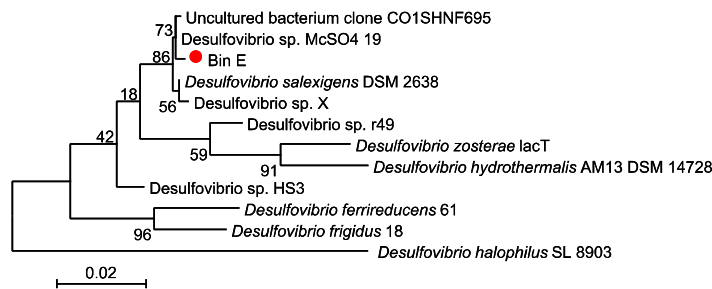 Uncultured bacterium clone CO1SHNF695
73
Desulfovibrio sp. McSO4 19
86
Bin E
Desulfovibrio salexigens DSM 2638
18
56
Desulfovibrio sp. X
Desulfovibrio sp. r49
42
Desulfovibrio zosterae lacT
59
91
Desulfovibrio hydrothermalis AM13 DSM 14728
Desulfovibrio sp. HS3
Desulfovibrio ferrireducens 61
96
Desulfovibrio frigidus 18
Desulfovibrio halophilus SL 8903
0.02